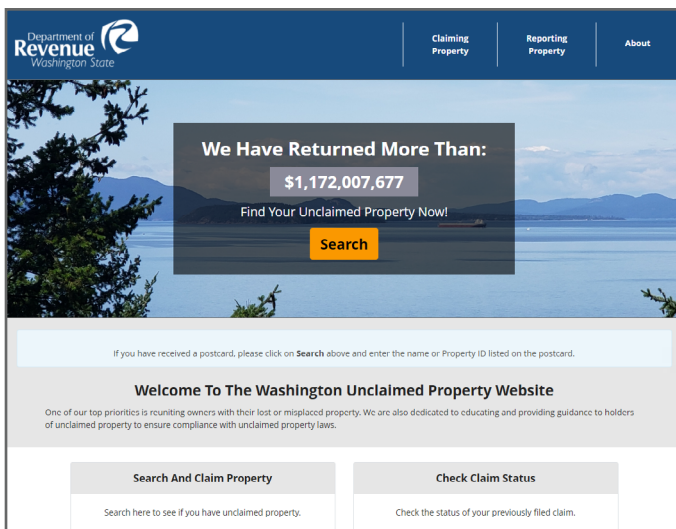 Department of
Revenue
Washington State
Claiming
Property
Reporting
Property
About
We Have Returned More Than:
$1,172,007,677
Find Your Unclaimed Property Now!
Search
If you have received a postcard, please click on Search above and enter the name or Property ID listed on the postcard.
Welcome To The Washington Unclaimed Property Website
One of our top priorities is reuniting owners with their lost or misplaced property. We are also dedicated to educating and providing guidance to holders
of unclaimed property to ensure compliance with unclaimed property laws.
Search And Claim Property
Check Claim Status
Search here to see if you have unclaimed property.
Check the status of your previously filed claim.